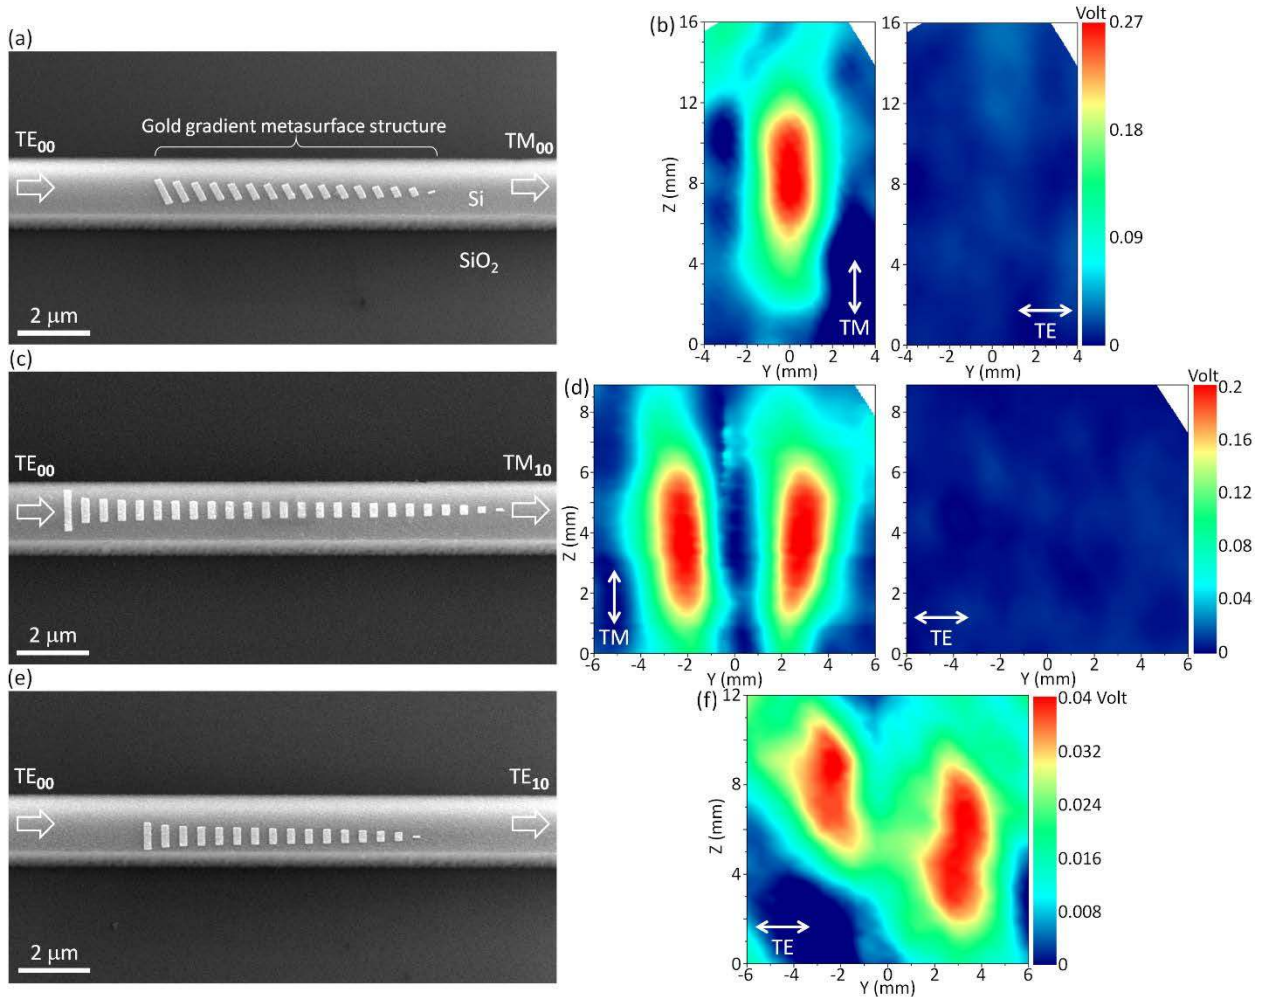 (a)
Gold gradient metasurface structure
TE₀₀
TM₀₀
Si
SiO₂
2 μm
(b)
Volt
16
12
8
4
0
Z (mm)
-4 -2 0 2 4
Y (mm)
TM
16
12
8
4
0
-4 -2 0 2 4
Y (mm)
TE
0.27
0.18
0.09
0
(c)
TE₀₀
TM₁₀
2 μm
(d)
8
6
4
2
0
Z (mm)
-6 -4 -2 0 2 4 6
Y (mm)
TM
8
6
4
2
0
-6 -4 -2 0 2 4 6
Y (mm)
TE
Volt
0.2
0.16
0.12
0.08
0.04
0
(e)
TE₀₀
TE₁₀
2 μm
(f)
12
8
4
0
Z (mm)
-6 -4 -2 0 2 4 6
Y (mm)
TE
0.04 Volt
0.032
0.024
0.016
0.008
0